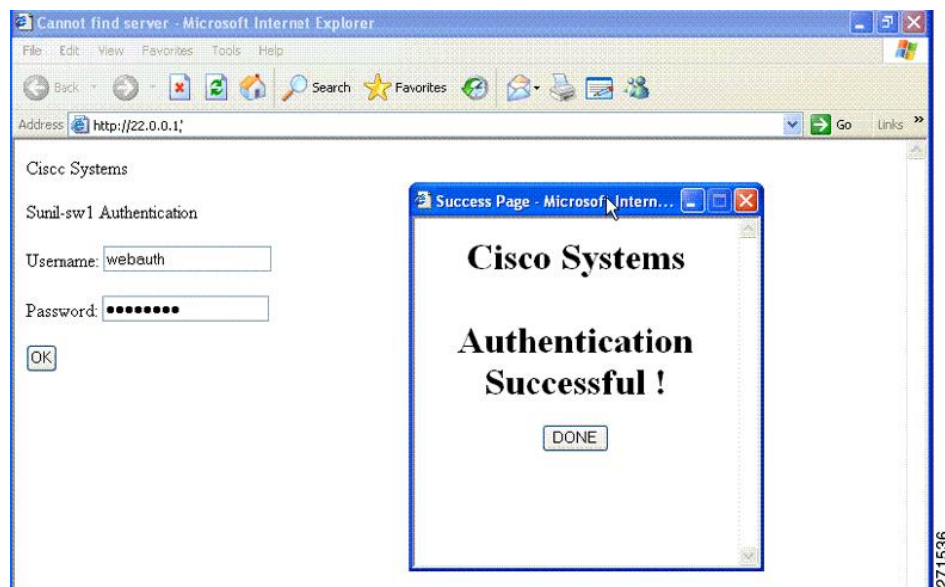 Cannot find server - Microsoft Internet Explorer
File Edit View Favorites Tools Help
Back Search Favorites
Address http://22.0.0.1;' Go Links »
Ciscc Systems
Sunil-sw1 Authentication
Username: webauth
Password: ●●●●●●●●
OK
Success Page - Microsoft Intern...
Cisco Systems
Authentication
Successful !
DONE
271536